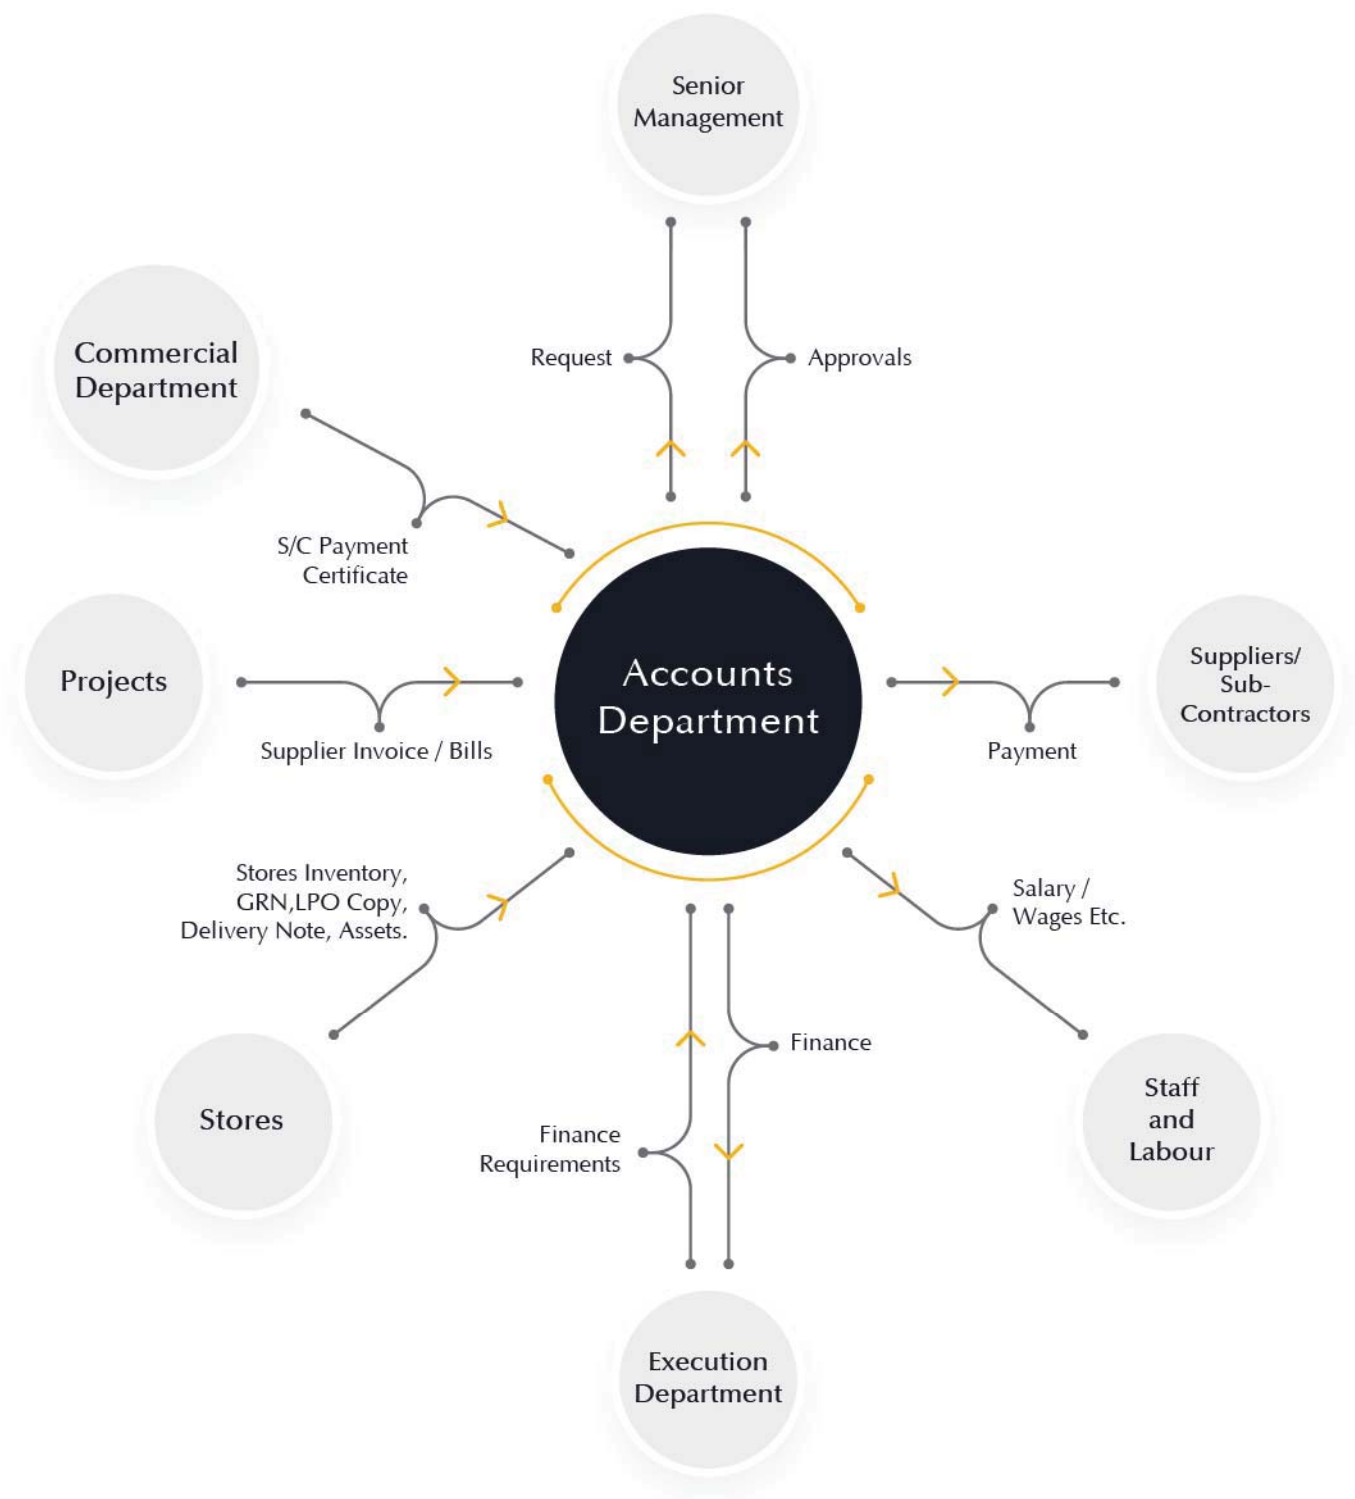 Senior
Management
Request
Approvals
Commercial
Department
S/C Payment
Certificate
Projects
Supplier Invoice / Bills
Accounts
Department
Suppliers/
Sub-
Contractors
Payment
Stores Inventory,
GRN,LPO Copy,
Delivery Note, Assets.
Salary /
Wages Etc.
Stores
Finance
Finance
Requirements
Staff
and
Labour
Execution
Department